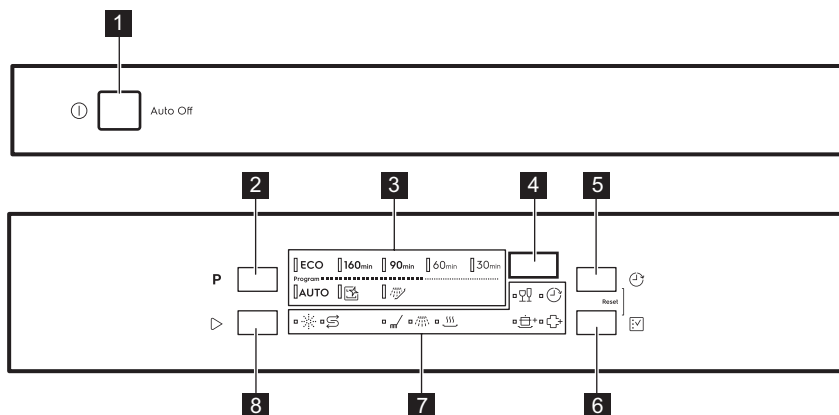 1
Auto Off
2 3 4 5
ECO 160min 90min 60min 30min
P
Program
AUTO
Reset
8 7 6